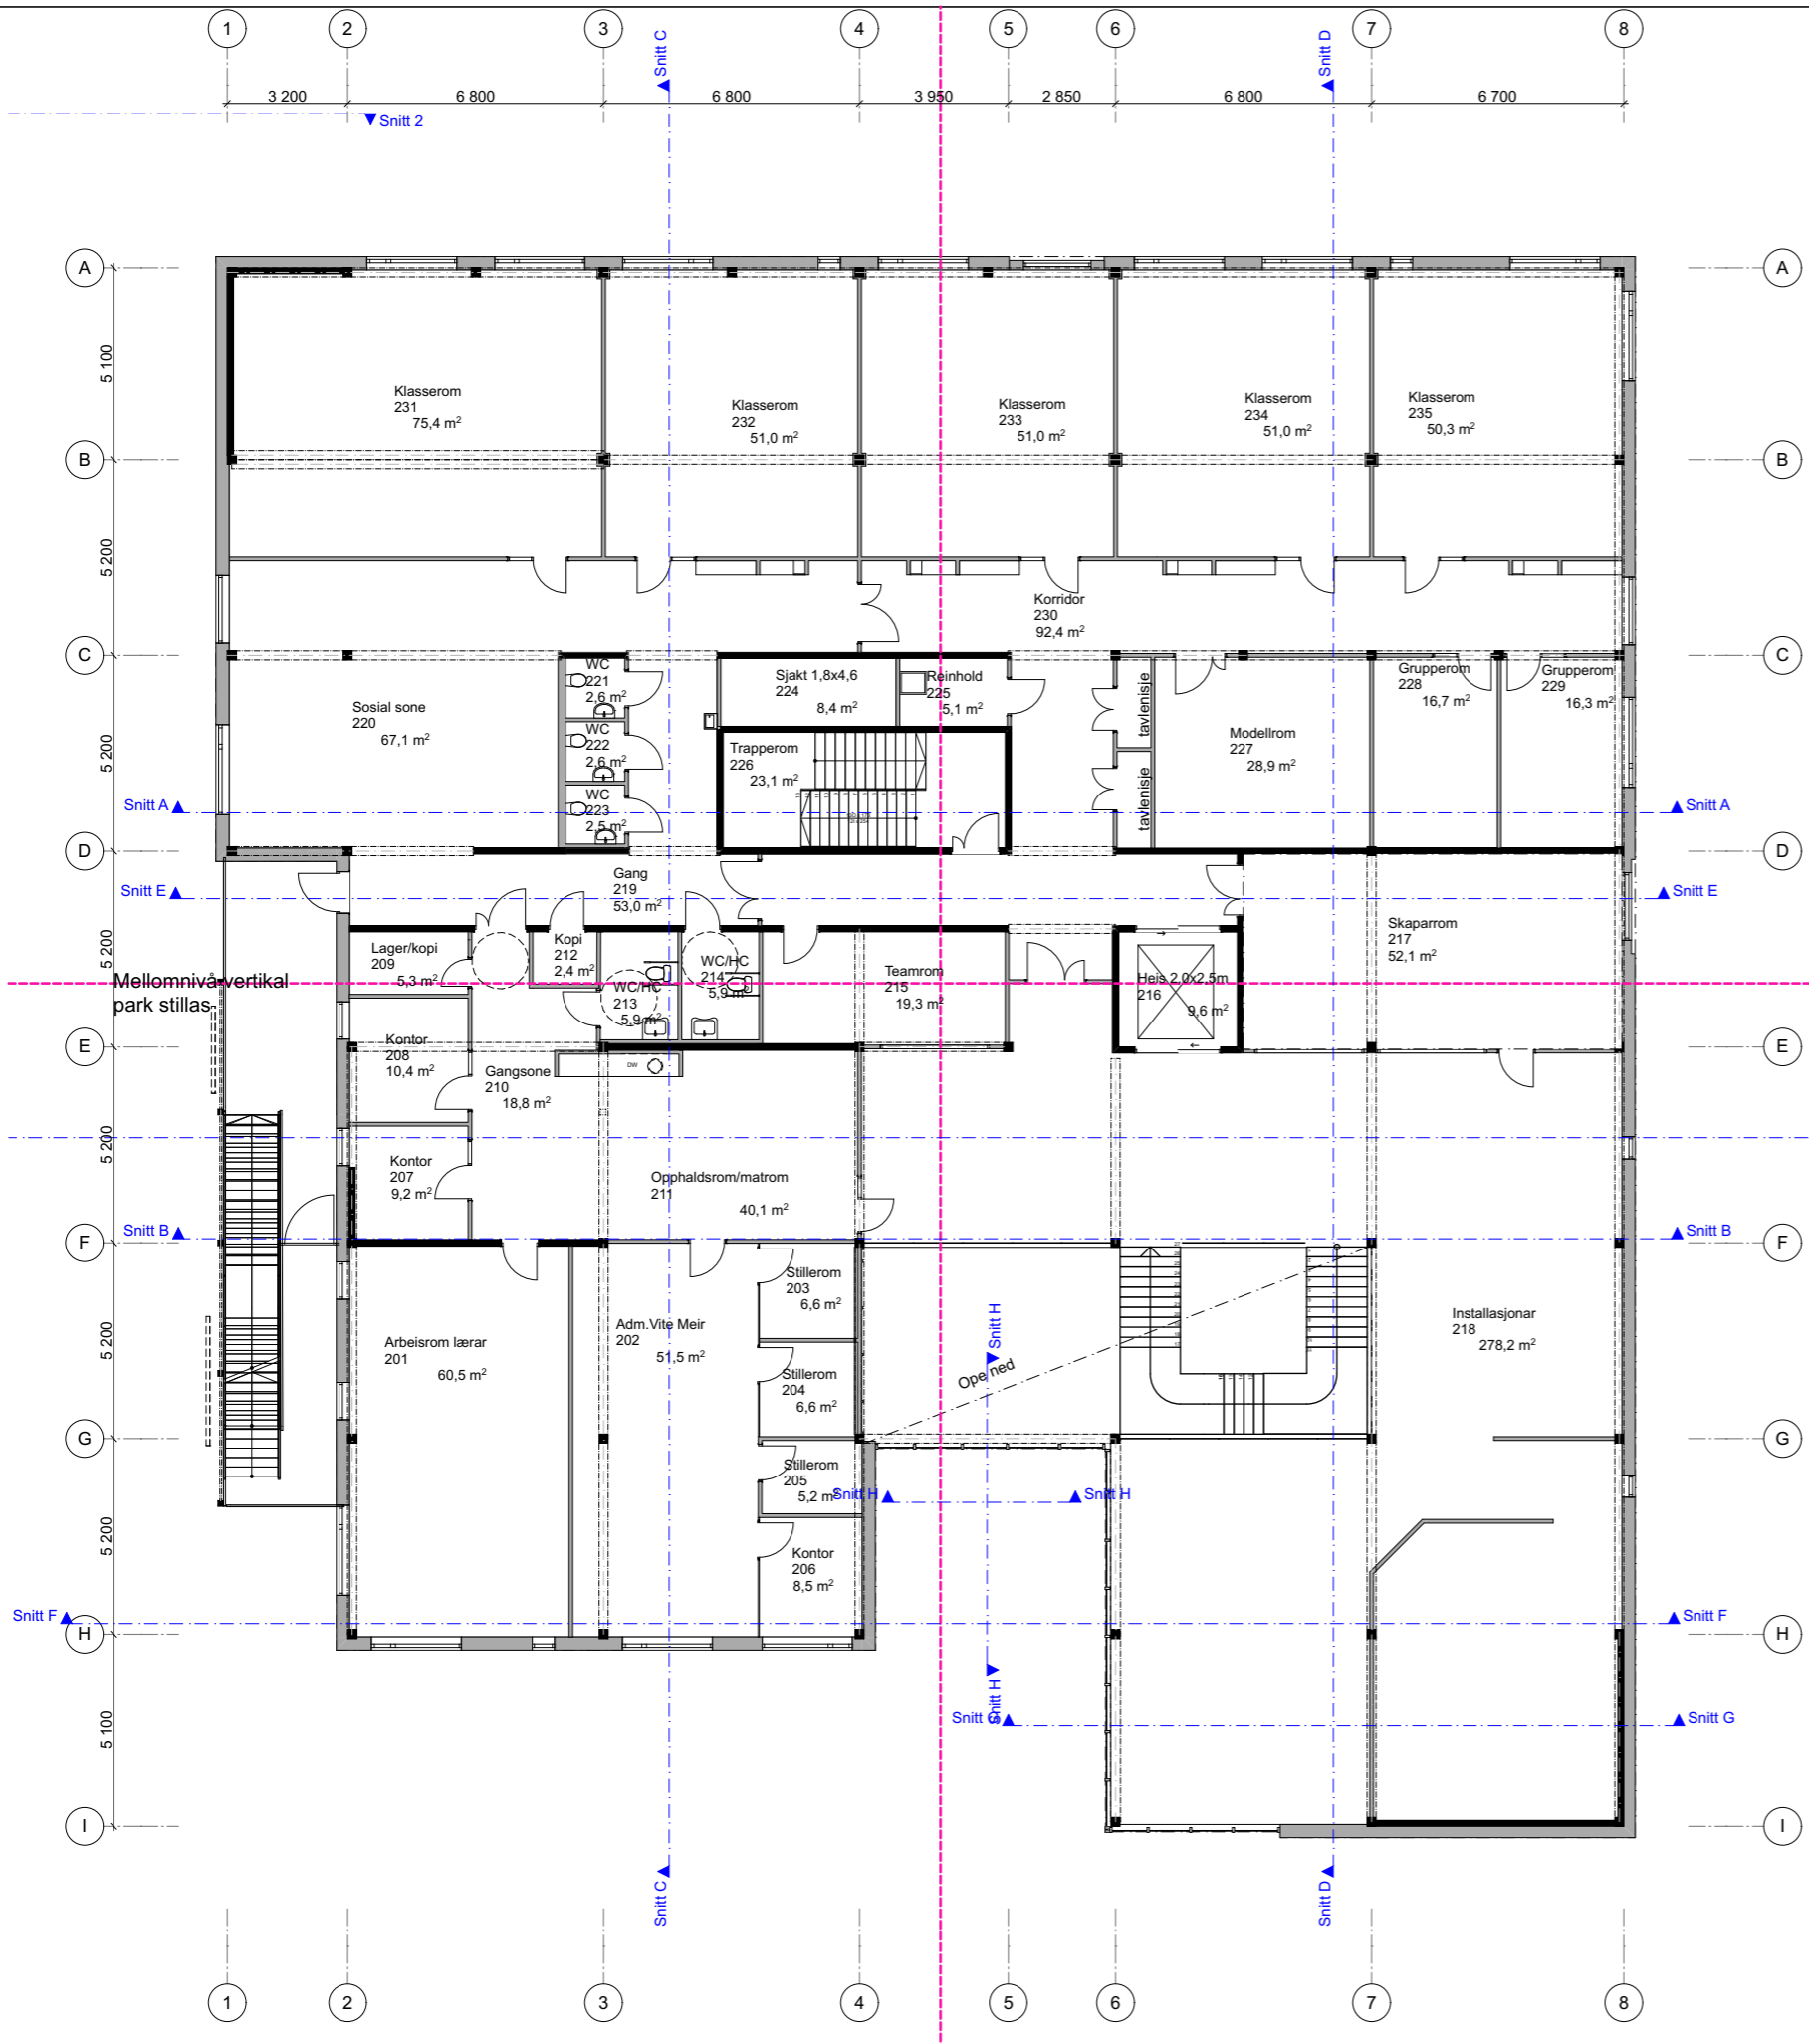 1 2 3 4 5 6 7 8
Snitt C
Snitt D
3 200 6 800 6 800 3 950 2 850 6 800 6 700
Snitt 2
A A
5 100
Klasserom
231
75,4 m²
Klasserom
232
51,0 m²
Klasserom
233
51,0 m²
Klasserom
234
51,0 m²
Klasserom
235
50,3 m²
B B
5 200
Korridor
230
92,4 m²
C C
5 200
Sosial sone
220
67,1 m²
WC
221
2,6 m²
WC
222
2,6 m²
WC
223
2,5 m²
Sjakt 1,8x4,6
224
8,4 m²
Reinhold
225
5,1 m²
Trapperom
226
23,1 m²
tavlenisje
tavlenisje
Modellrom
227
28,9 m²
Grupperom
228
16,7 m²
Grupperom
229
16,3 m²
Snitt A Snitt A
D D
5 200
Gang
219
53,0 m²
Snitt E Snitt E
Lager/kopi
209
5,3 m²
Kopi
212
2,4 m²
WC/HC
213
5,9 m²
WC/HC
214
5,9 m²
Teamrom
215
19,3 m²
Heis 2,0x2,5m
216
9,6 m²
Skaparrom
217
52,1 m²
Mellomnivå vertikal
park stillas
E E
5 200
Kontor
208
10,4 m²
Gangsone
210
18,8 m²
DW
Kontor
207
9,2 m²
Opphaldsrom/matrom
211
40,1 m²
Snitt B Snitt B
F F
5 200
Arbeisrom lærar
201
60,5 m²
Adm.Vite Meir
202
51,5 m²
Stillerom
203
6,6 m²
Stillerom
204
6,6 m²
Stillerom
205
5,2 m²
Kontor
206
8,5 m²
Snitt H
Ope ned
Installasjonar
218
278,2 m²
G G
5 200
Snitt H Snitt H
Snitt F Snitt F
H H
5 100
Snitt H
Snitt G Snitt G
I I
Snitt C
Snitt D
1 2 3 4 5 6 7 8